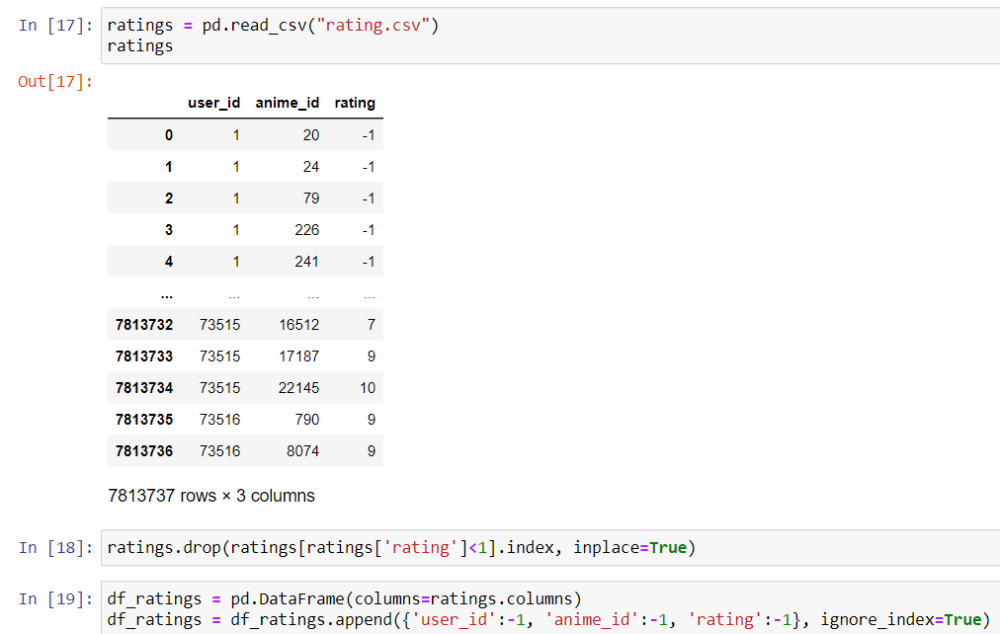 In [17]: ratings = pd.read_csv("rating.csv")
ratings
Out[17]:
user_id anime_id rating
0 1 20 -1
1 1 24 -1
2 1 79 -1
3 1 226 -1
4 1 241 -1
... ... ... ...
7813732 73515 16512 7
7813733 73515 17187 9
7813734 73515 22145 10
7813735 73516 790 9
7813736 73516 8074 9
7813737 rows × 3 columns
In [18]: ratings.drop(ratings[ratings['rating']<1].index, inplace=True)
In [19]: df_ratings = pd.DataFrame(columns=ratings.columns)
df_ratings = df_ratings.append({'user_id':-1, 'anime_id':-1, 'rating':-1}, ignore_index=True)